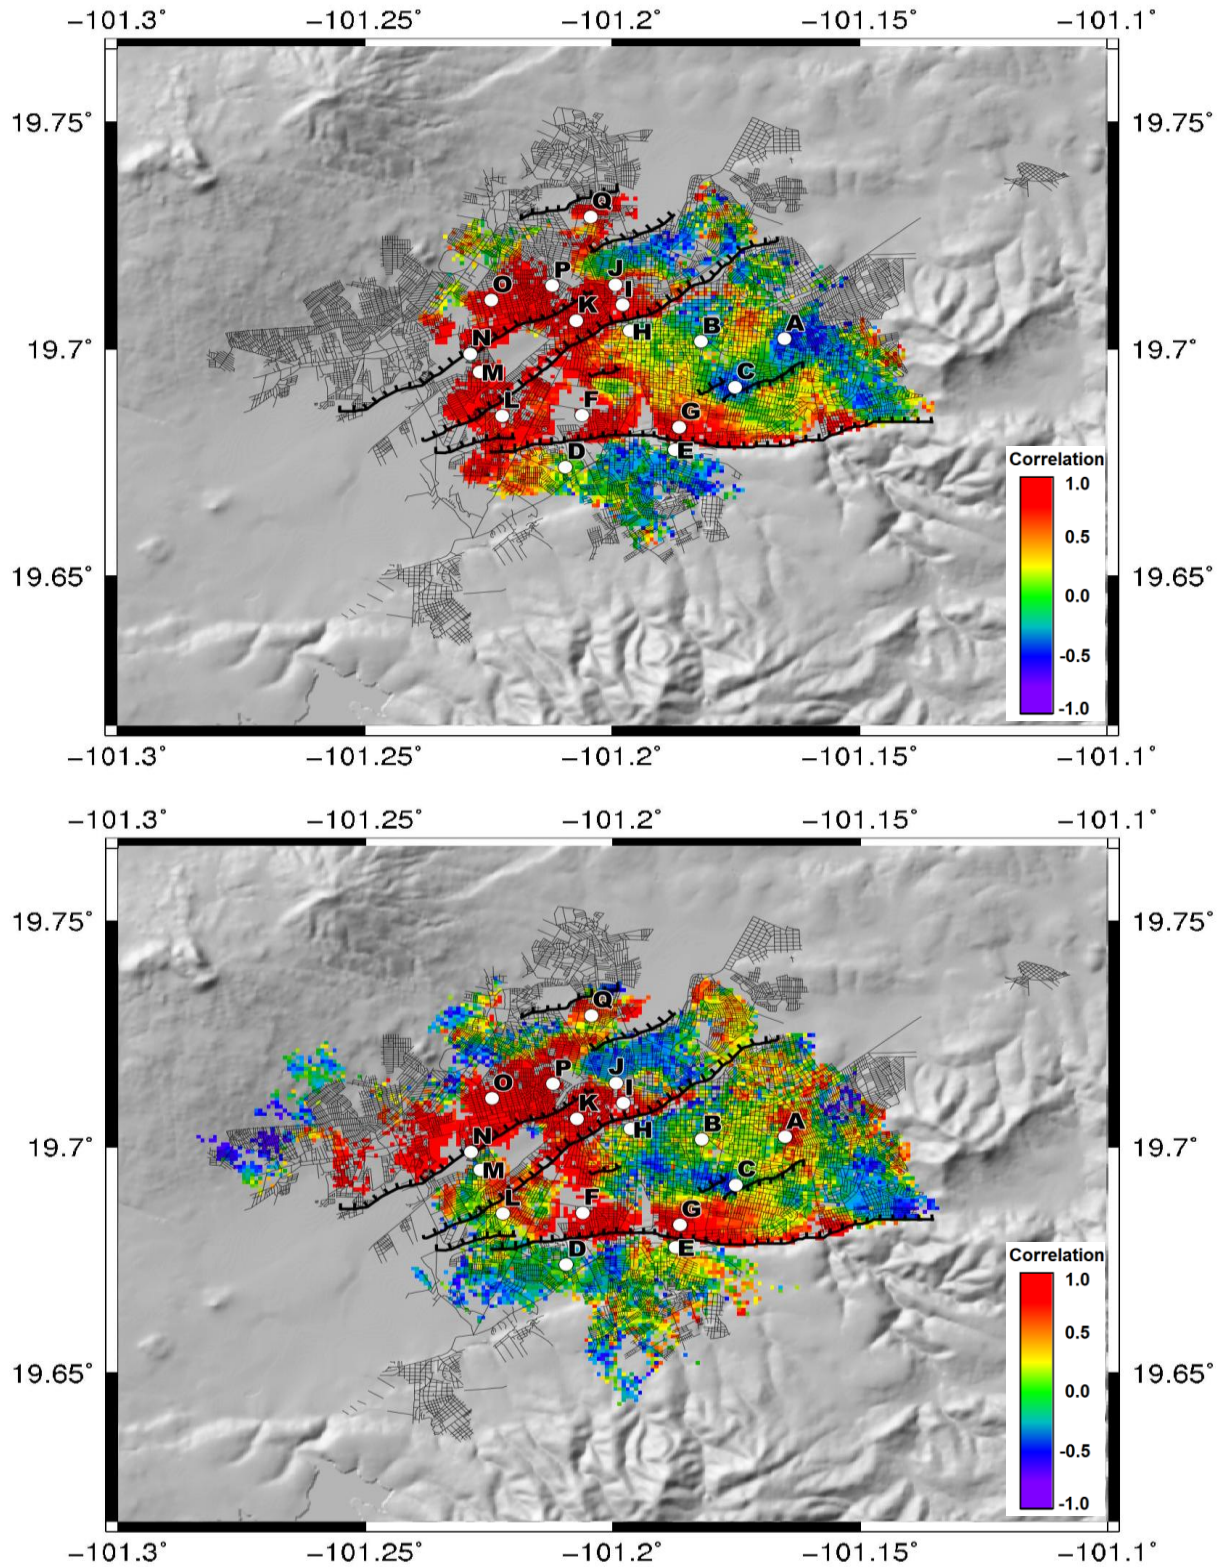 −101.3˚ −101.25˚ −101.2˚ −101.15˚ −101.1˚
19.75˚ 19.75˚
Q
P J
O I
K
N H B A
19.7˚ 19.7˚
M C
L F G
D E
Correlation
1.0
0.5
0.0
-0.5
-1.0
19.65˚ 19.65˚
−101.3˚ −101.25˚ −101.2˚ −101.15˚ −101.1˚
−101.3˚ −101.25˚ −101.2˚ −101.15˚ −101.1˚
19.75˚ 19.75˚
Q
P J
O I
K
N H B A
19.7˚ 19.7˚
M C
L F G
D E
Correlation
1.0
0.5
0.0
-0.5
-1.0
19.65˚ 19.65˚
−101.3˚ −101.25˚ −101.2˚ −101.15˚ −101.1˚